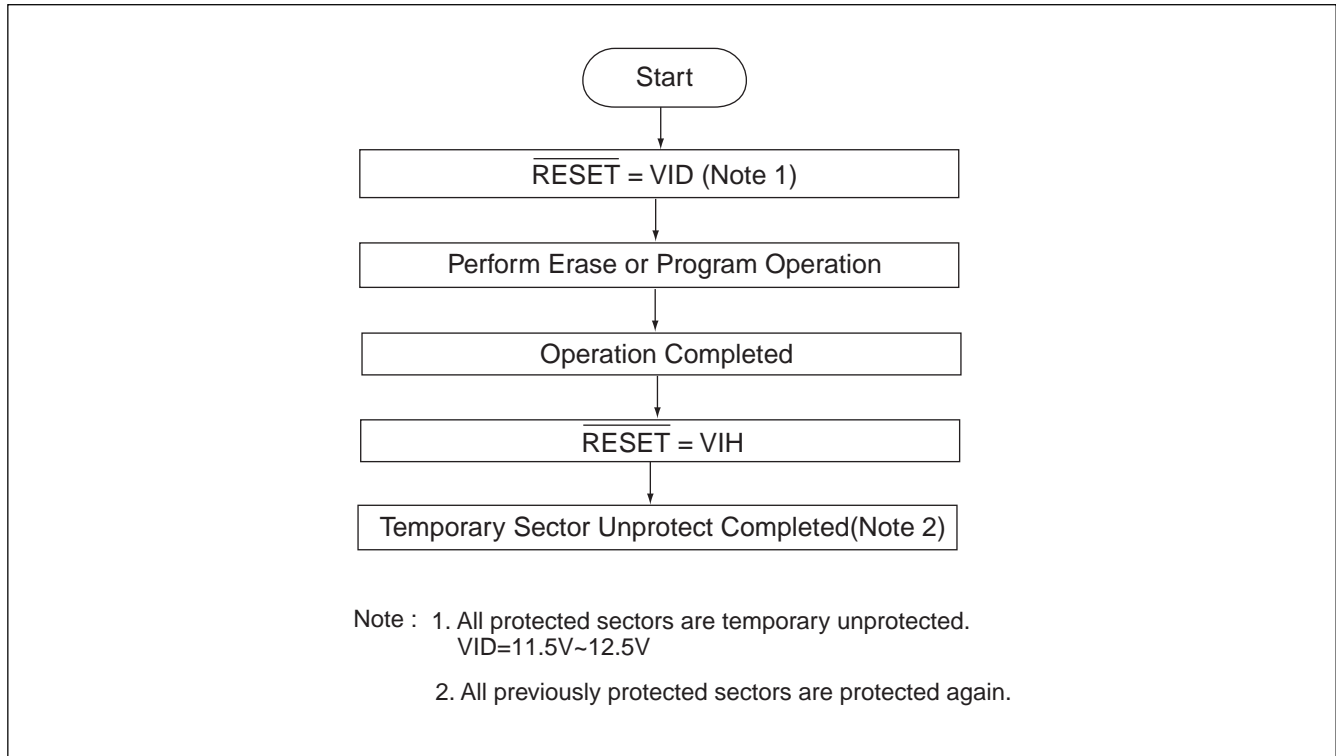 Start
RESET = VID (Note 1)
Perform Erase or Program Operation
Operation Completed
RESET = VIH
Temporary Sector Unprotect Completed(Note 2)
Note : 1. All protected sectors are temporary unprotected.
VID=11.5V~12.5V
2. All previously protected sectors are protected again.